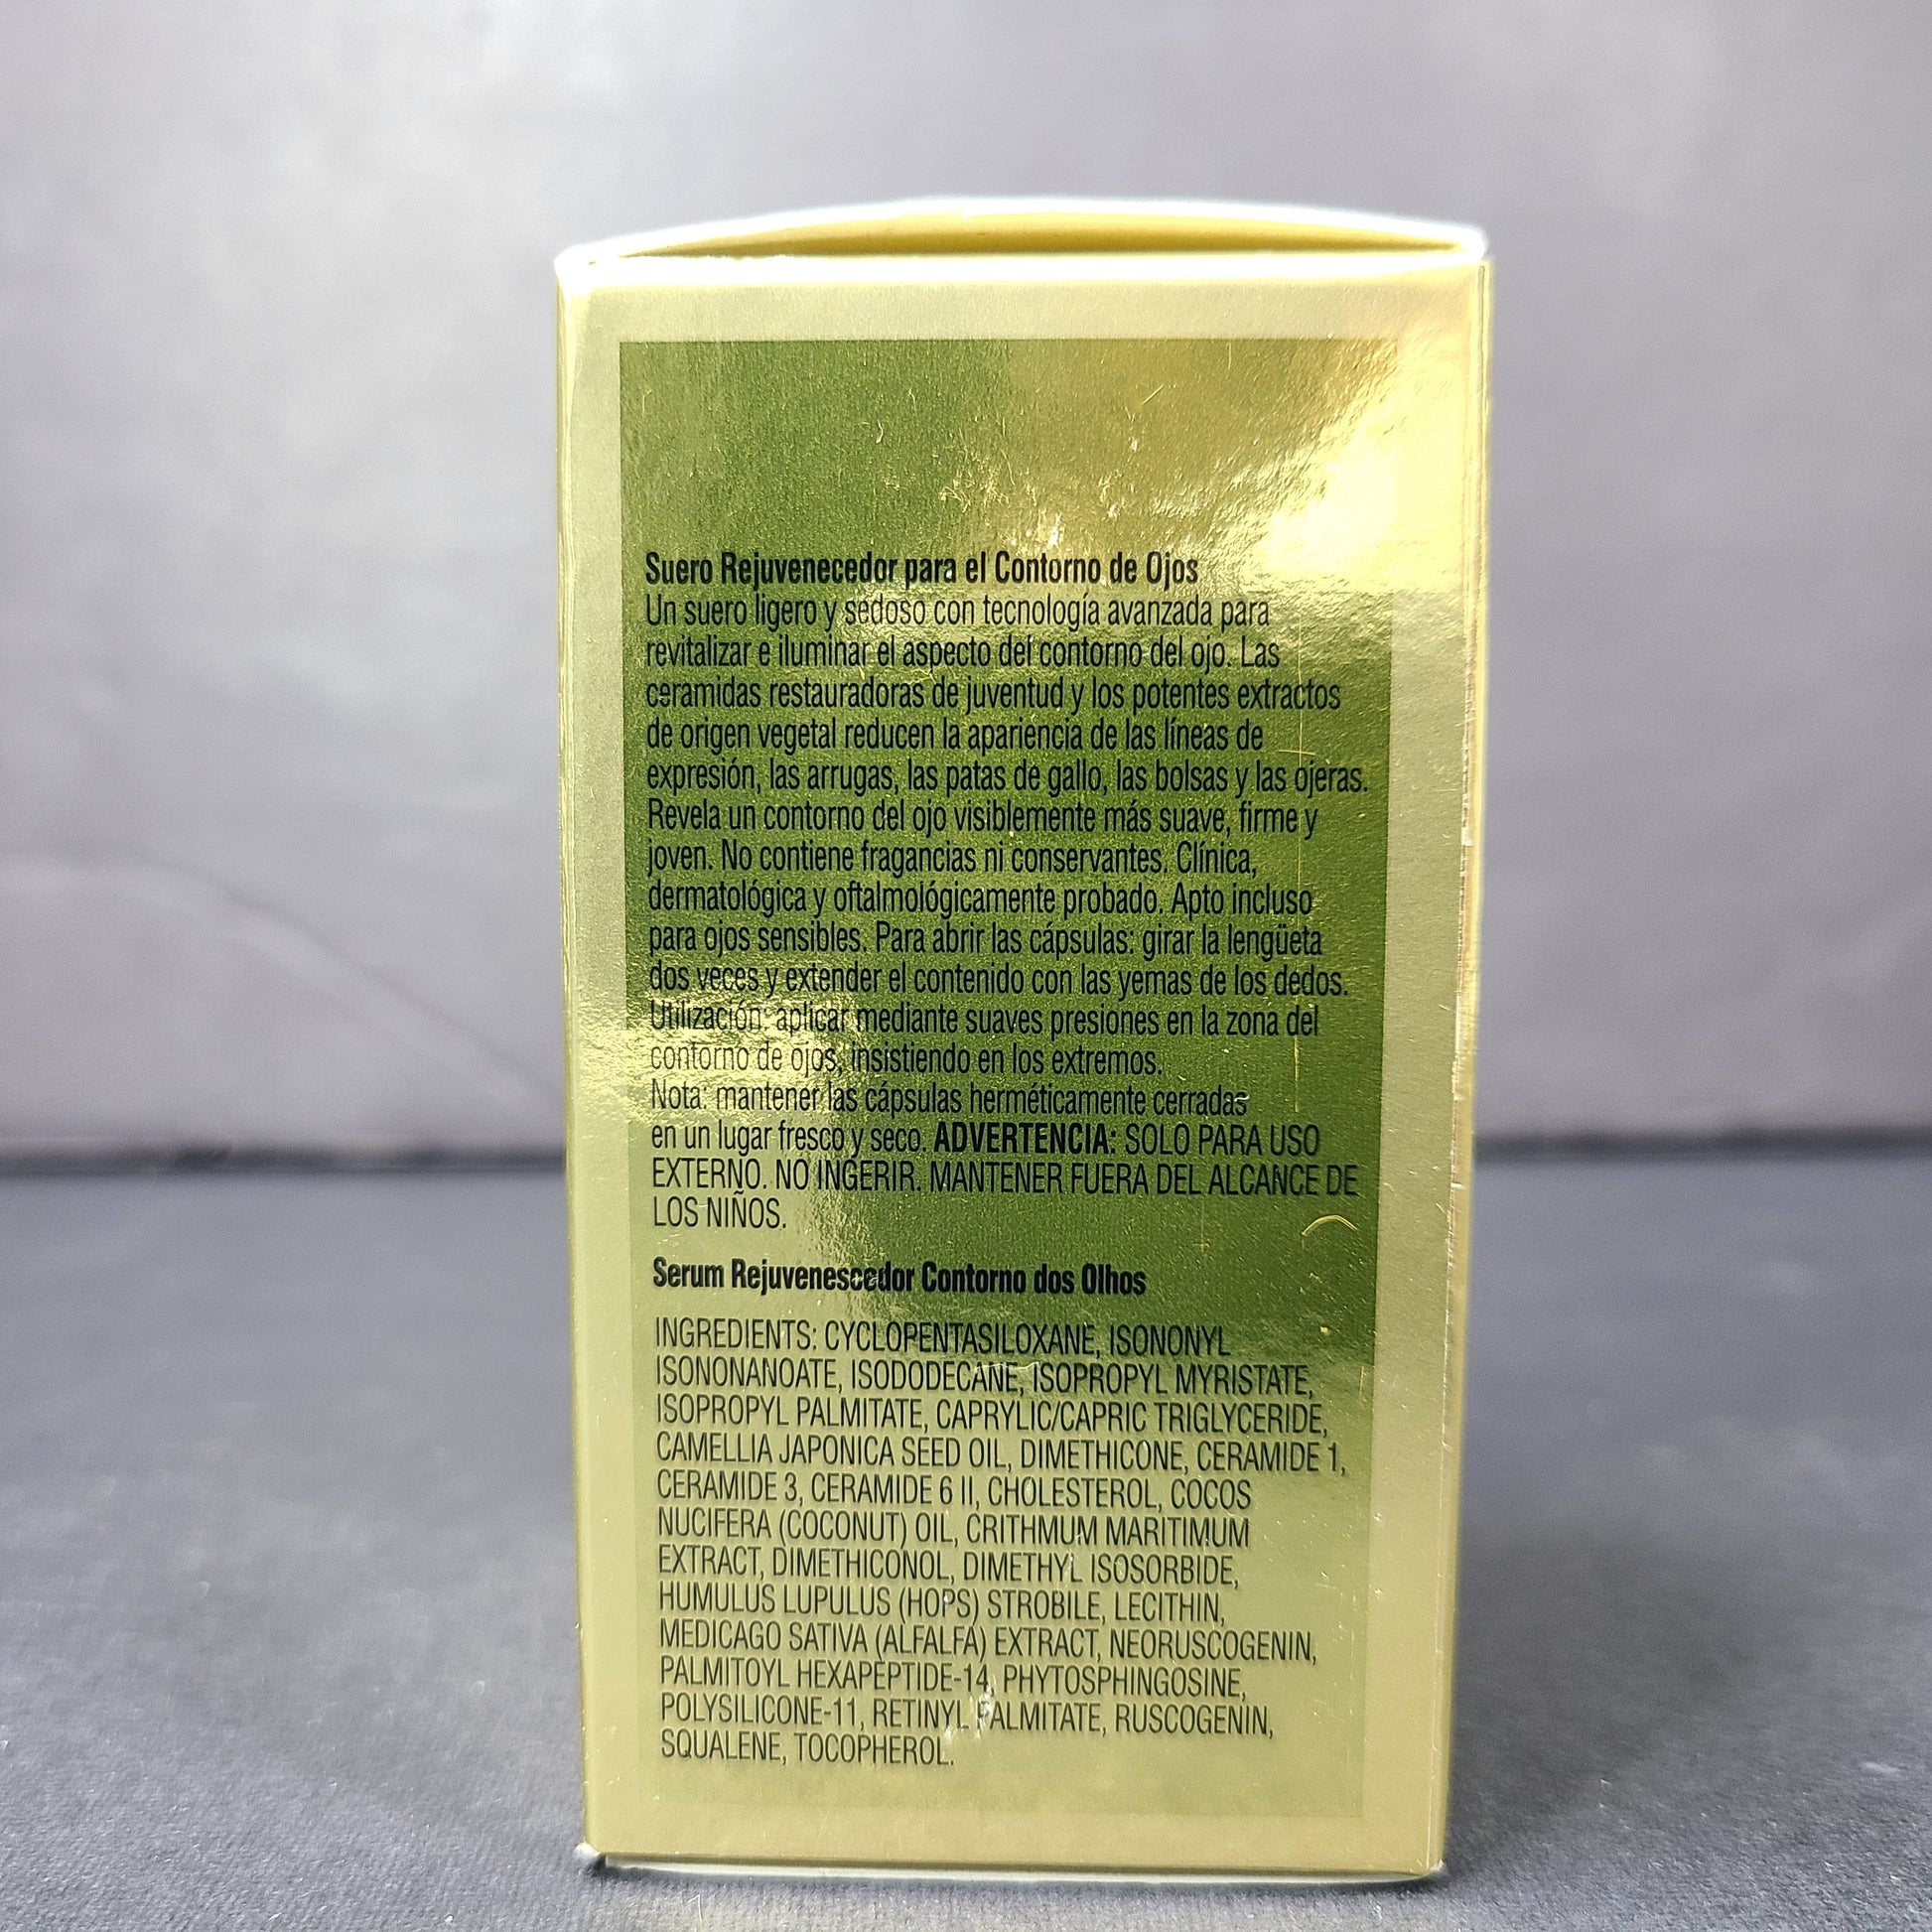 Suero Rejuvenecedor para el Contorno de Ojos
Un suero ligero y sedoso con tecnología avanzada para
revitalizar e iluminar el aspecto del contorno del ojo. Las
ceramidas restauradoras de juventud y los potentes extractos
de origen vegetal reducen la apariencia de las líneas de
expresión, las arrugas, las patas de gallo, las bolsas y las ojeras.
Revela un contorno del ojo visiblemente más suave, firme y
joven. No contiene fragancias ni conservantes. Clínica,
dermatológica y oftalmológicamente probado. Apto incluso
para ojos sensibles. Para abrir las cápsulas: girar la lengüeta
dos veces y extender el contenido con las yemas de los dedos.
Utilización: aplicar mediante suaves presiones en la zona del
contorno de ojos, insistiendo en los extremos.
Nota: mantener las cápsulas herméticamente cerradas
en un lugar fresco y seco. ADVERTENCIA: SOLO PARA USO
EXTERNO. NO INGERIR. MANTENER FUERA DEL ALCANCE DE
LOS NIÑOS.
Serum Rejuvenescedor Contorno dos Olhos
INGREDIENTS: CYCLOPENTASILOXANE, ISONONYL
ISONONANOATE, ISODODECANE, ISOPROPYL MYRISTATE,
ISOPROPYL PALMITATE, CAPRYLIC/CAPRIC TRIGLYCERIDE,
CAMELLIA JAPONICA SEED OIL, DIMETHICONE, CERAMIDE 1,
CERAMIDE 3, CERAMIDE 6 II, CHOLESTEROL, COCOS
NUCIFERA (COCONUT) OIL, CRITHMUM MARITIMUM
EXTRACT, DIMETHICONOL, DIMETHYL ISOSORBIDE,
HUMULUS LUPULUS (HOPS) STROBILE, LECITHIN,
MEDICAGO SATIVA (ALFALFA) EXTRACT, NEORUSCOGENIN,
PALMITOYL HEXAPEPTIDE-14, PHYTOSPHINGOSINE,
POLYSILICONE-11, RETINYL PALMITATE, RUSCOGENIN,
SQUALENE, TOCOPHEROL.